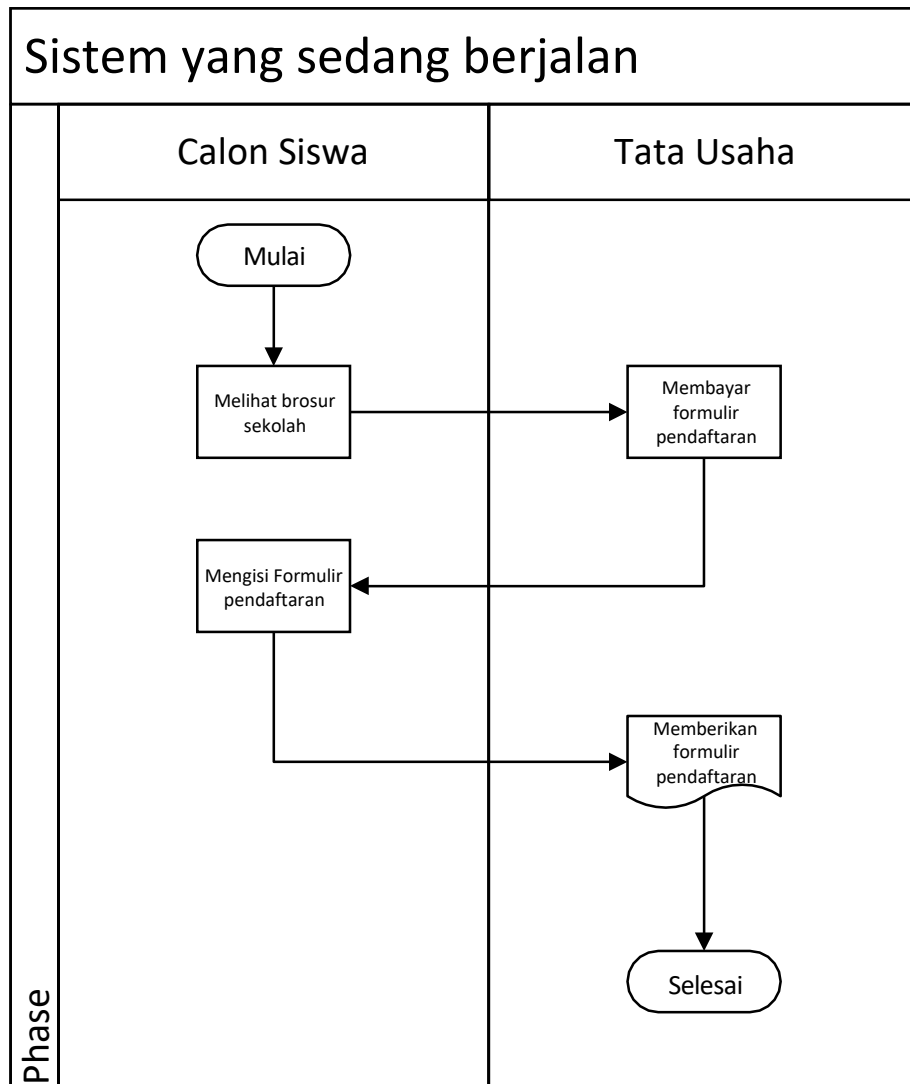 Sistem yang sedang berjalan
Calon Siswa
Tata Usaha
Mulai
Melihat brosur
sekolah
Membayar
formulir
pendaftaran
Mengisi Formulir
pendaftaran
Memberikan
formulir
pendaftaran
Selesai
Phase